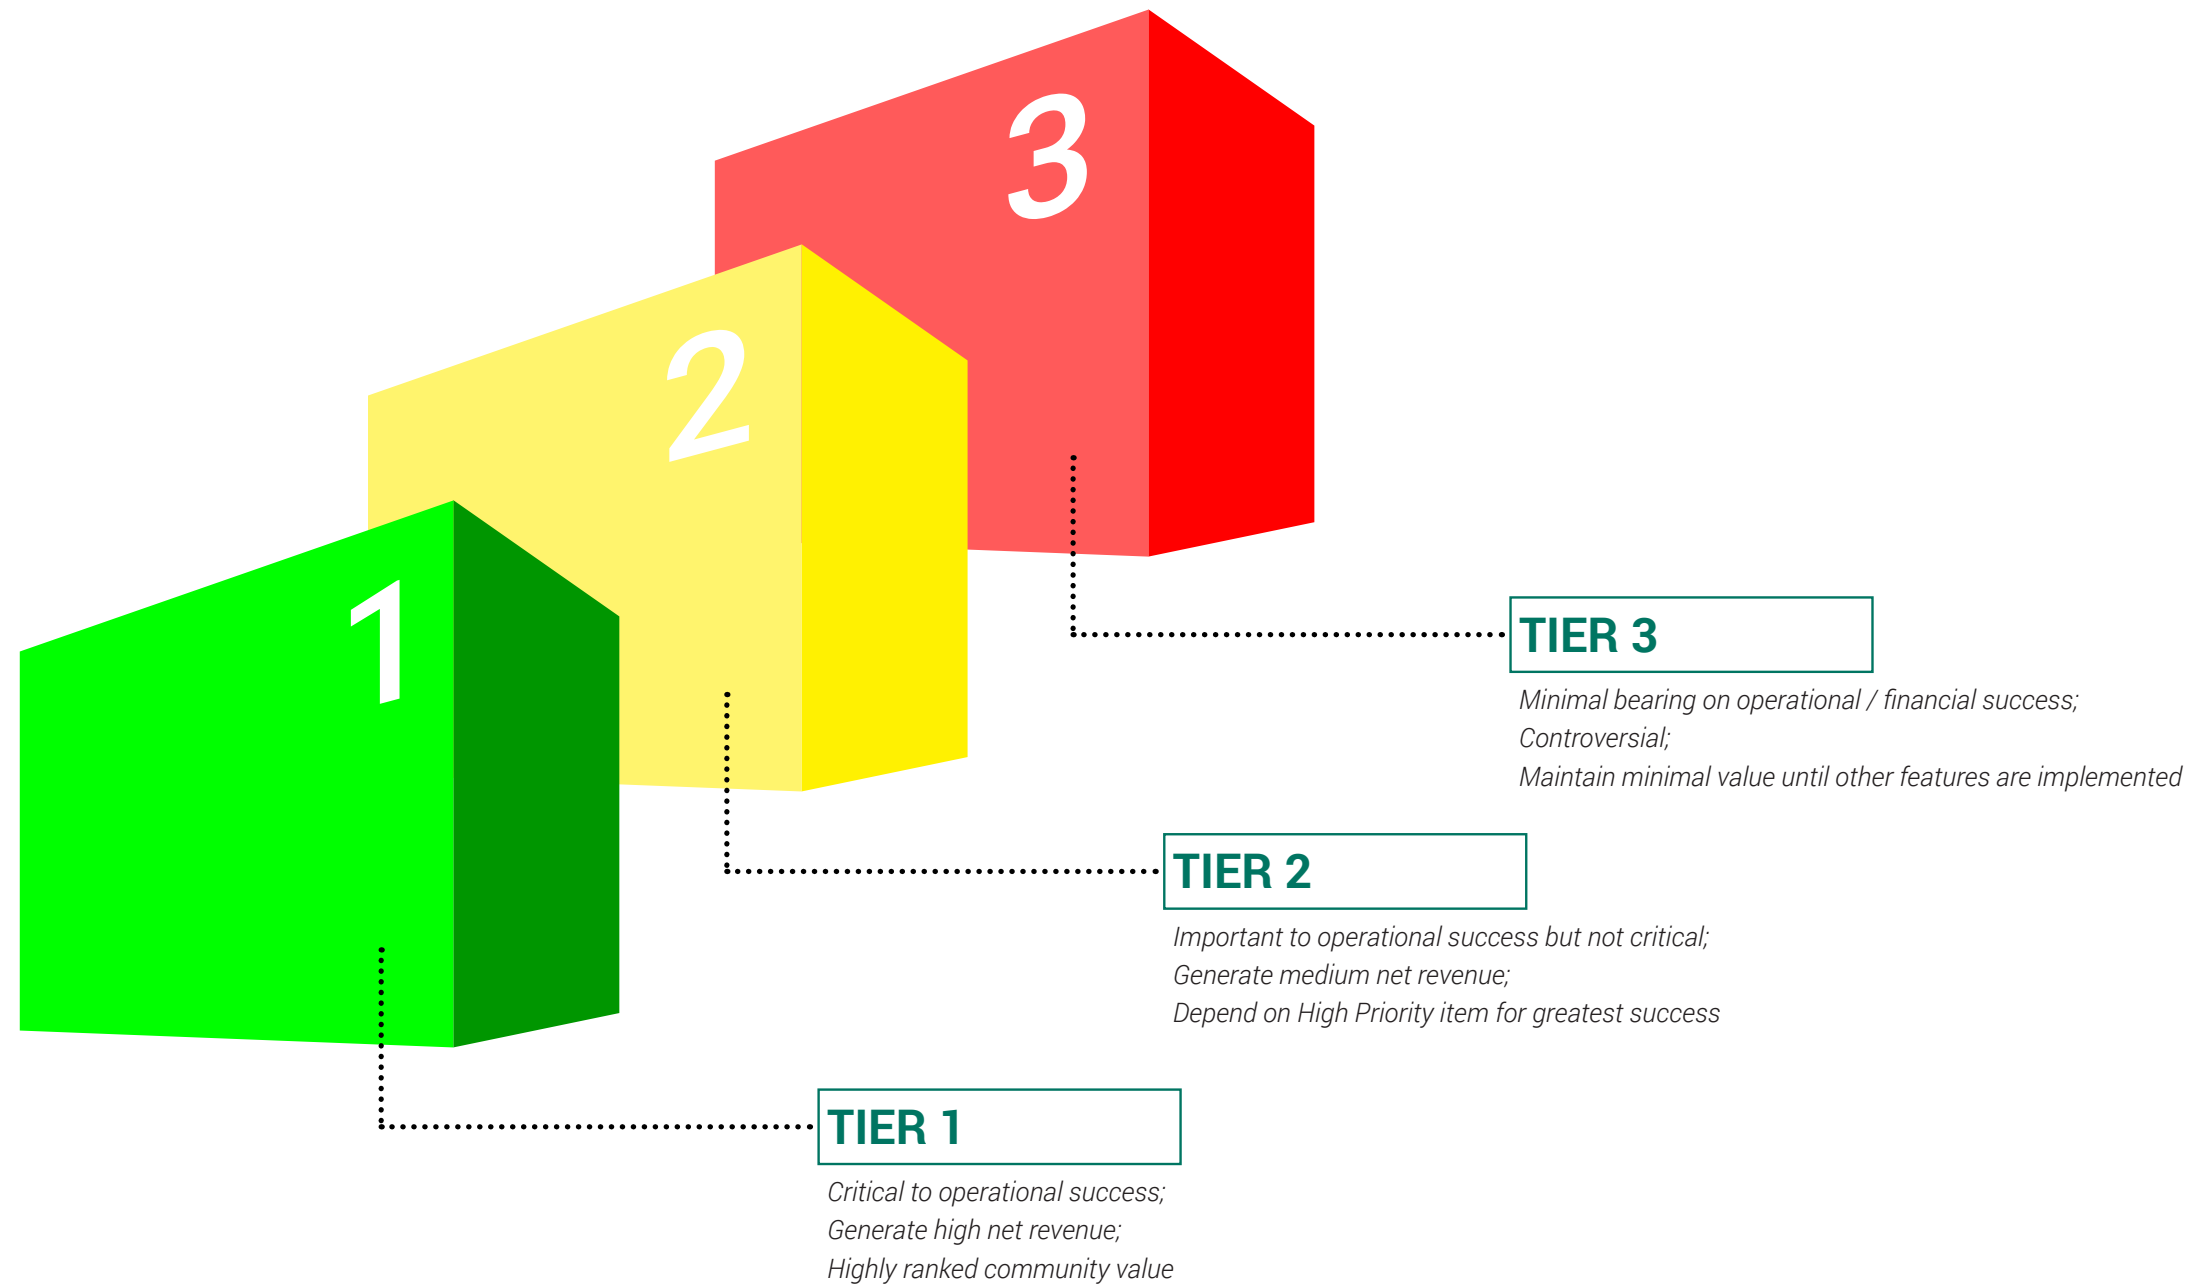 3
2
1
TIER 3
Minimal bearing on operational / financial success;
Controversial;
Maintain minimal value until other features are implemented
TIER 2
Important to operational success but not critical;
Generate medium net revenue;
Depend on High Priority item for greatest success
TIER 1
Critical to operational success;
Generate high net revenue;
Highly ranked community value